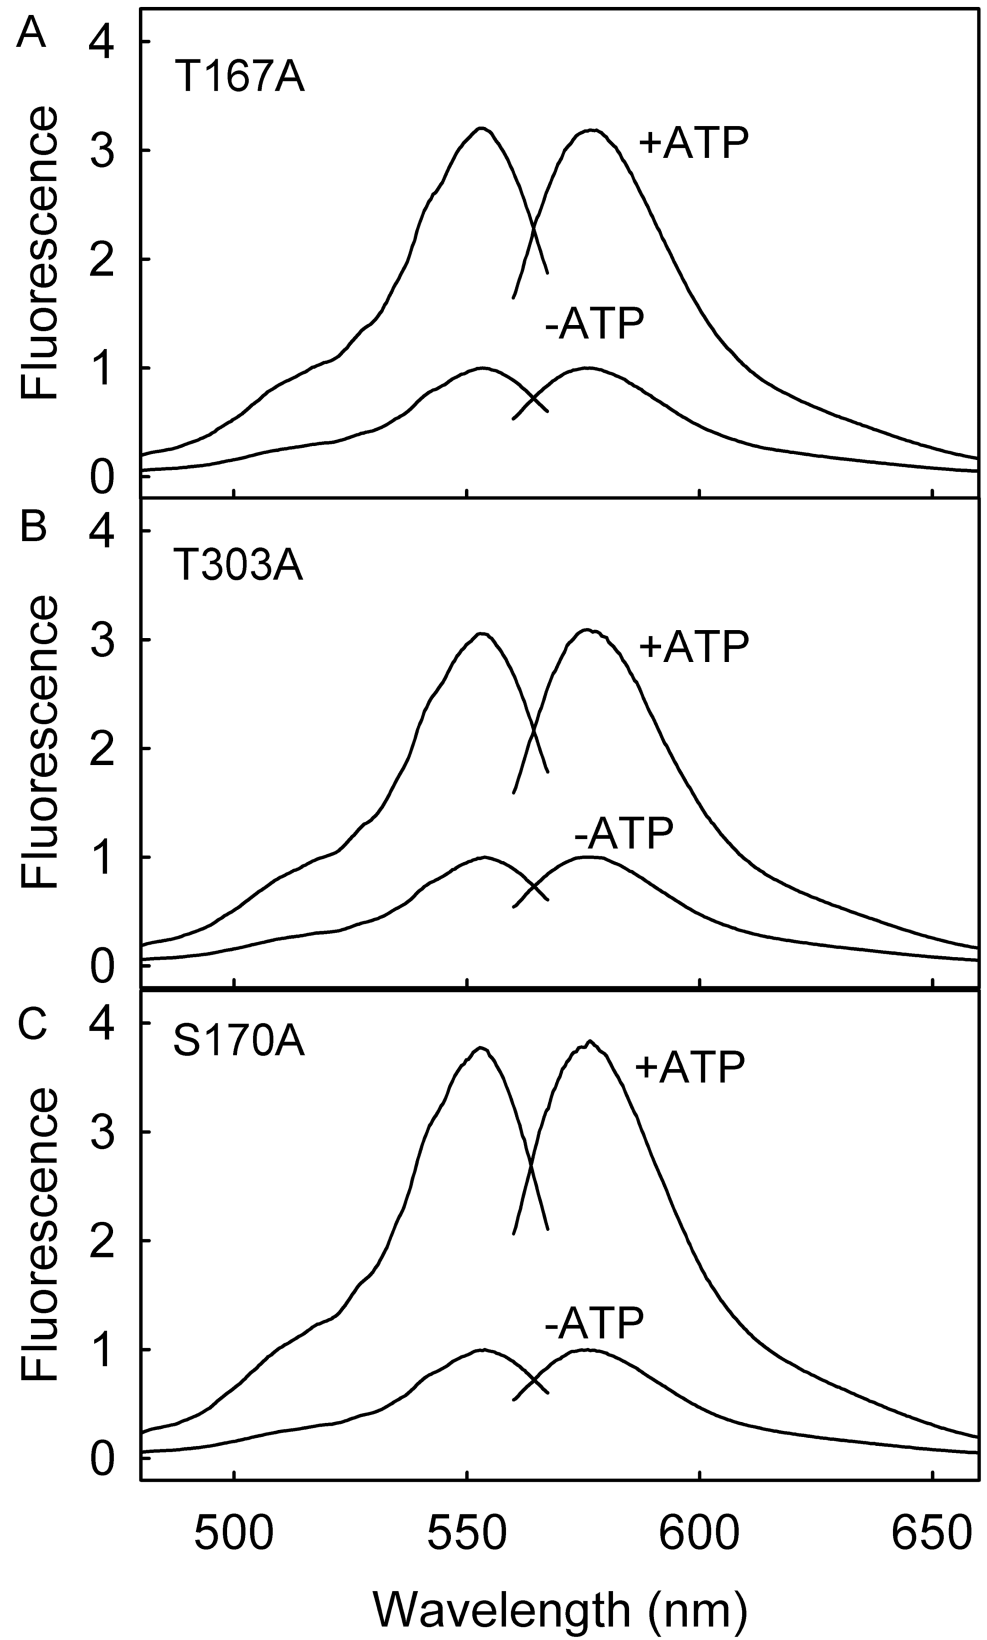 A
4
T167A
3
+ATP
Fluorescence
2
-ATP
1
0
B
4
T303A
3
+ATP
Fluorescence
2
-ATP
1
0
C
4
S170A
+ATP
3
Fluorescence
2
-ATP
1
0
500 550 600 650
Wavelength (nm)